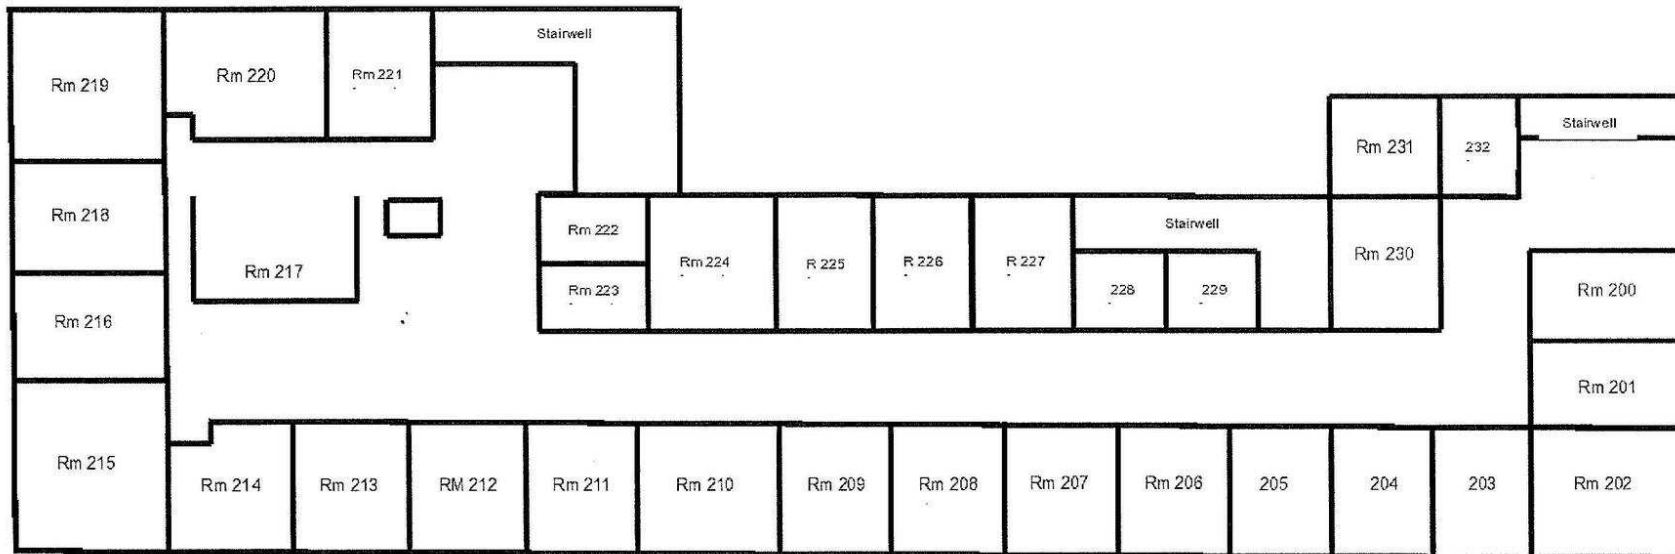 Stairwell
Rm 219
Rm 220
Rm 221
Stairwell
Rm 231
232
Rm 218
Rm 222
Stairwell
Rm 217
Rm 224
R 225
R 226
R 227
Rm 230
Rm 223
228
229
Rm 200
Rm 216
Rm 201
Rm 215
Rm 214
Rm 213
RM 212
Rm 211
Rm 210
Rm 209
Rm 208
Rm 207
Rm 206
205
204
203
Rm 202